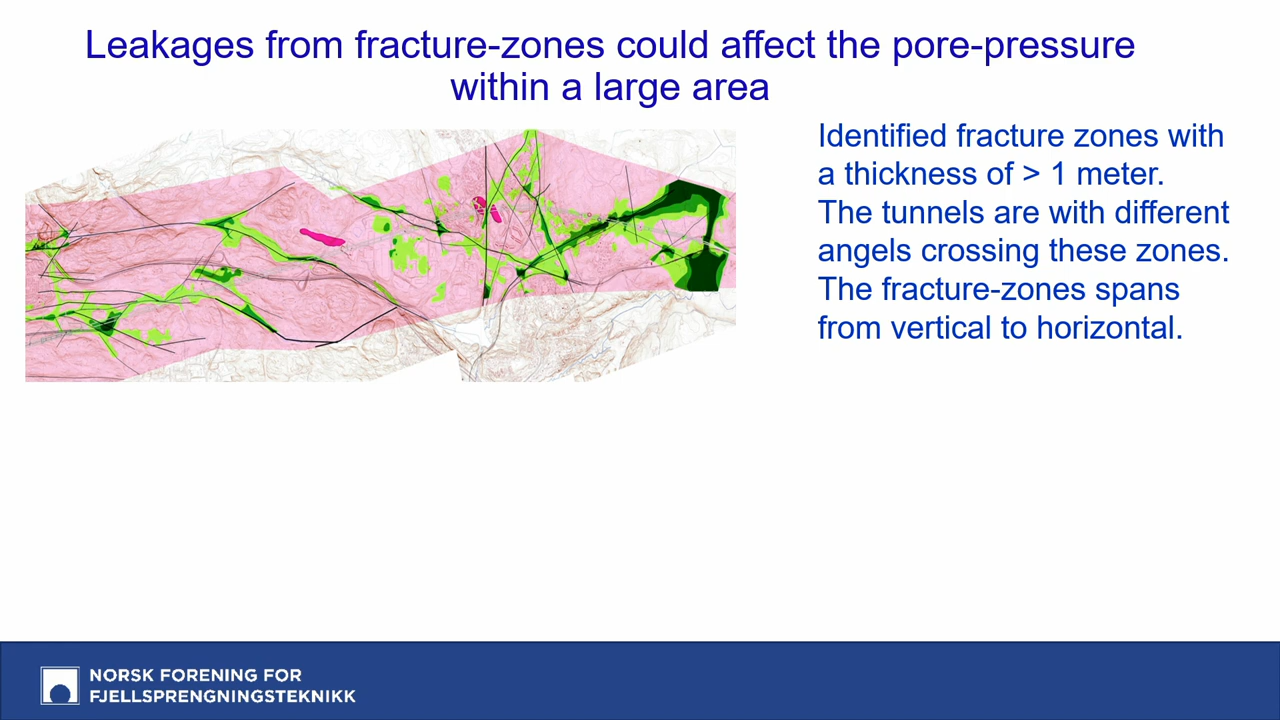 Leakages from fracture-zones could affect the pore-pressure
within a large area
Identified fracture zones with
a thickness of > 1 meter.
The tunnels are with different
angels crossing these zones.
The fracture-zones spans
from vertical to horizontal.
NORSK FORENING FOR
FJELLSPRENGNINGSTEKNIKK